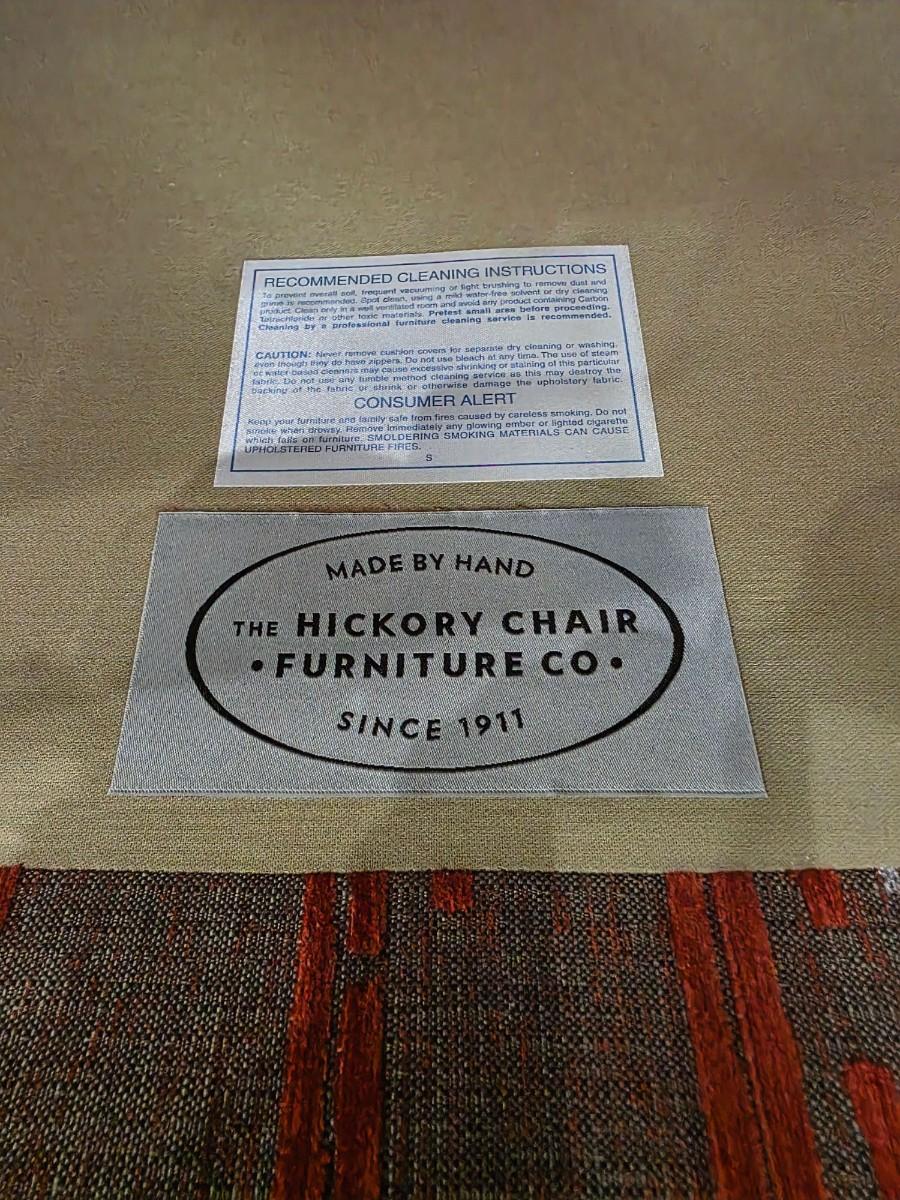 RECOMMENDED CLEANING INSTRUCTIONS
To prevent overall soil, frequent vacuuming or light brushing to remove dust and
grime is recommended. Spot clean, using a mild water-free solvent or dry cleaning
product. Clean only in a well ventilated room and avoid any product containing Carbon
Tetrachloride or other toxic materials. Pretest small area before proceeding.
Cleaning by a professional furniture cleaning service is recommended.
CAUTION: Never remove cushion covers for separate dry cleaning or washing,
even though they do have zippers. Do not use bleach at any time. The use of steam
or water-based cleaners may cause excessive shrinking or staining of this particular
fabric. Do not use any tumble method cleaning service as this may destroy the
backing of the fabric or shrink or otherwise damage the upholstery fabric.
CONSUMER ALERT
Keep your furniture and family safe from fires caused by careless smoking. Do not
smoke when drowsy. Remove immediately any glowing ember or lighted cigarette
which falls on furniture. SMOLDERING SMOKING MATERIALS CAN CAUSE
UPHOLSTERED FURNITURE FIRES.
S
MADE BY HAND
THE HICKORY CHAIR
• FURNITURE CO •
SINCE 1911